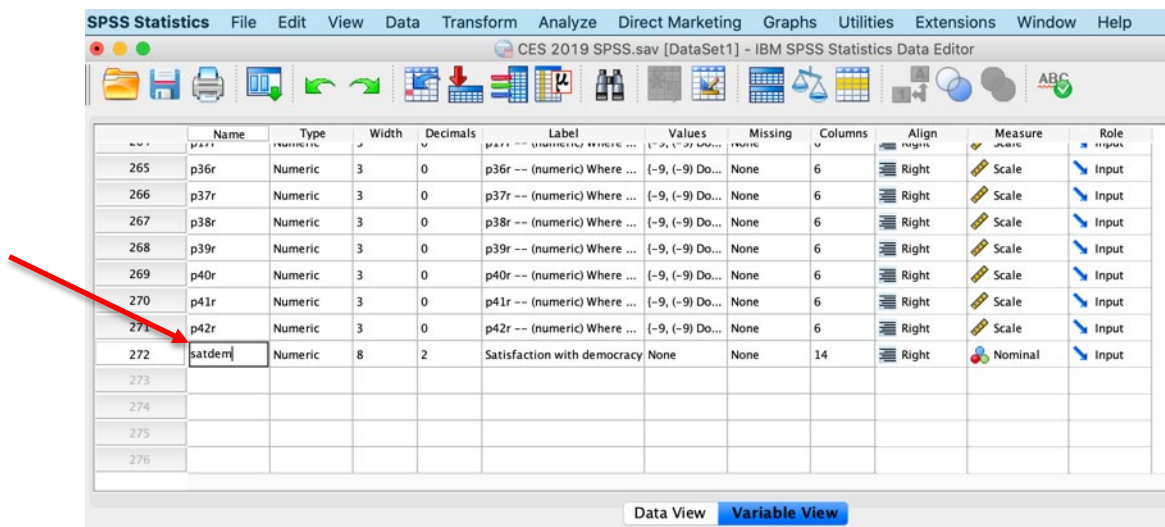 SPSS Statistics File Edit View Data Transform Analyze Direct Marketing Graphs Utilities Extensions Window Help
CES 2019 SPSS.sav [DataSet1] - IBM SPSS Statistics Data Editor
μ A 1 ABC
Name Type Width Decimals Label Values Missing Columns Align Measure Role
265 p36r Numeric 3 0 p36r -- (numeric) Where ... {-9, (-9) Do... None 6 Right Scale Input
266 p37r Numeric 3 0 p37r -- (numeric) Where ... {-9, (-9) Do... None 6 Right Scale Input
267 p38r Numeric 3 0 p38r -- (numeric) Where ... {-9, (-9) Do... None 6 Right Scale Input
268 p39r Numeric 3 0 p39r -- (numeric) Where ... {-9, (-9) Do... None 6 Right Scale Input
269 p40r Numeric 3 0 p40r -- (numeric) Where ... {-9, (-9) Do... None 6 Right Scale Input
270 p41r Numeric 3 0 p41r -- (numeric) Where ... {-9, (-9) Do... None 6 Right Scale Input
271 p42r Numeric 3 0 p42r -- (numeric) Where ... {-9, (-9) Do... None 6 Right Scale Input
272 satdem Numeric 8 2 Satisfaction with democracy None None 14 Right Nominal Input
273
274
275
276
Data View Variable View